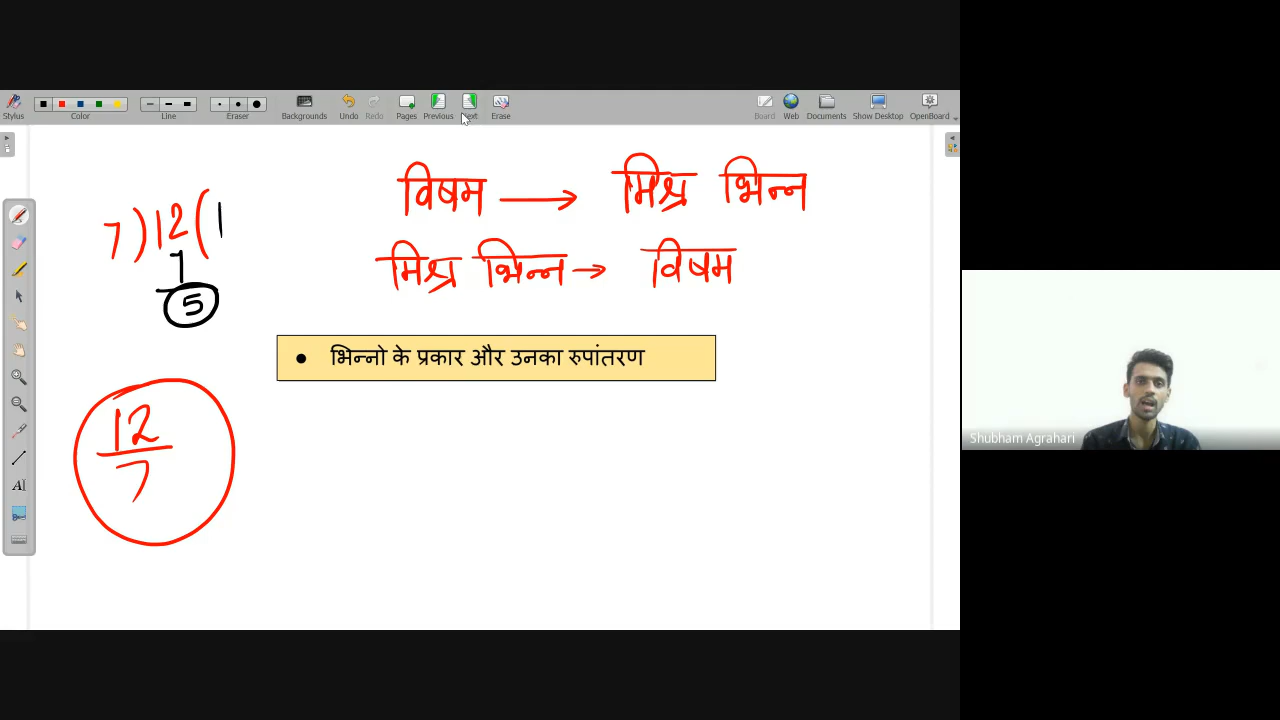 Stylus Color Line Eraser Backgrounds Undo Redo Pages Previous Next Erase Board Web Documents Show Desktop OpenBoard
विषम → मिश्र भिन्न
7)12(1
7
5
मिश्र भिन्न → विषम
• भिन्नो के प्रकार और उनका रुपांतरण
12
7
Shubham Agrahari